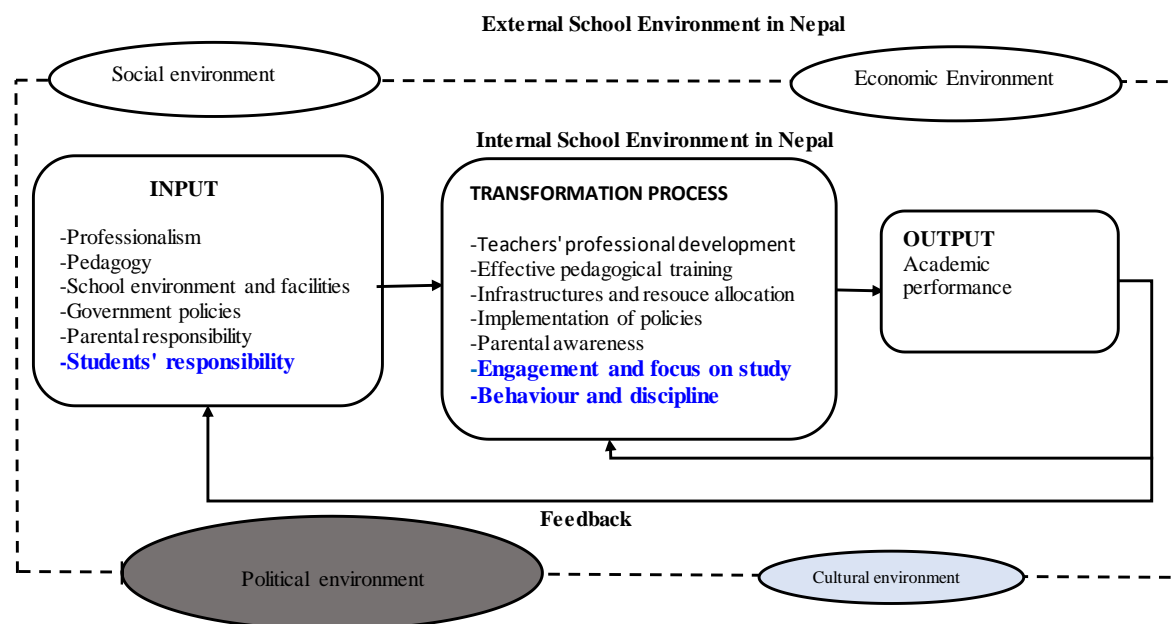 External School Environment in Nepal
Social environment
Economic Environment
Internal School Environment in Nepal
INPUT
-Professionalism
-Pedagogy
-School environment and facilities
-Government policies
-Parental responsibility
-Students' responsibility
TRANSFORMATION PROCESS
-Teachers' professional development
-Effective pedagogical training
-Infrastructures and resouce allocation
-Implementation of policies
-Parental awareness
-Engagement and focus on study
-Behaviour and discipline
OUTPUT
Academic
performance
Feedback
Political environment
Cultural environment